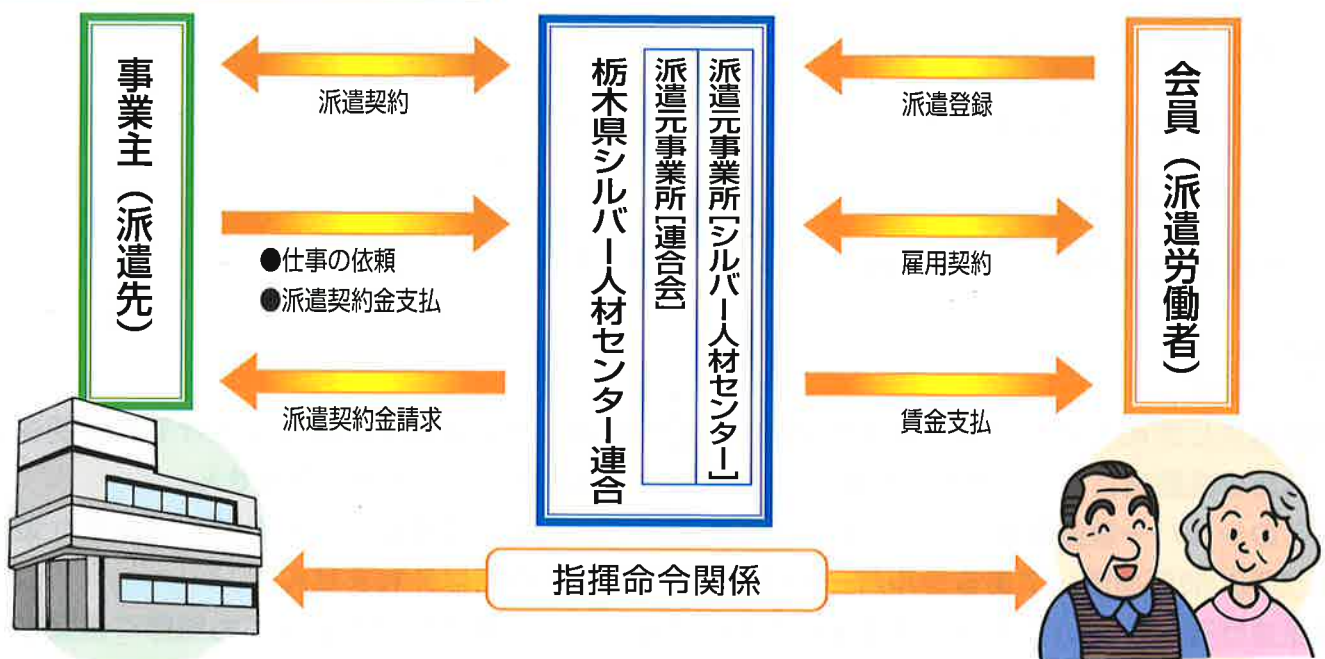 事業主（派遣先）
派遣契約
●仕事の依頼
●派遣契約金支払
派遣契約金請求
派遣元事業所［シルバー人材センター］
派遣元事業所［連合会］
栃木県シルバー人材センター連合
派遣登録
雇用契約
賃金支払
会員（派遣労働者）
指揮命令関係